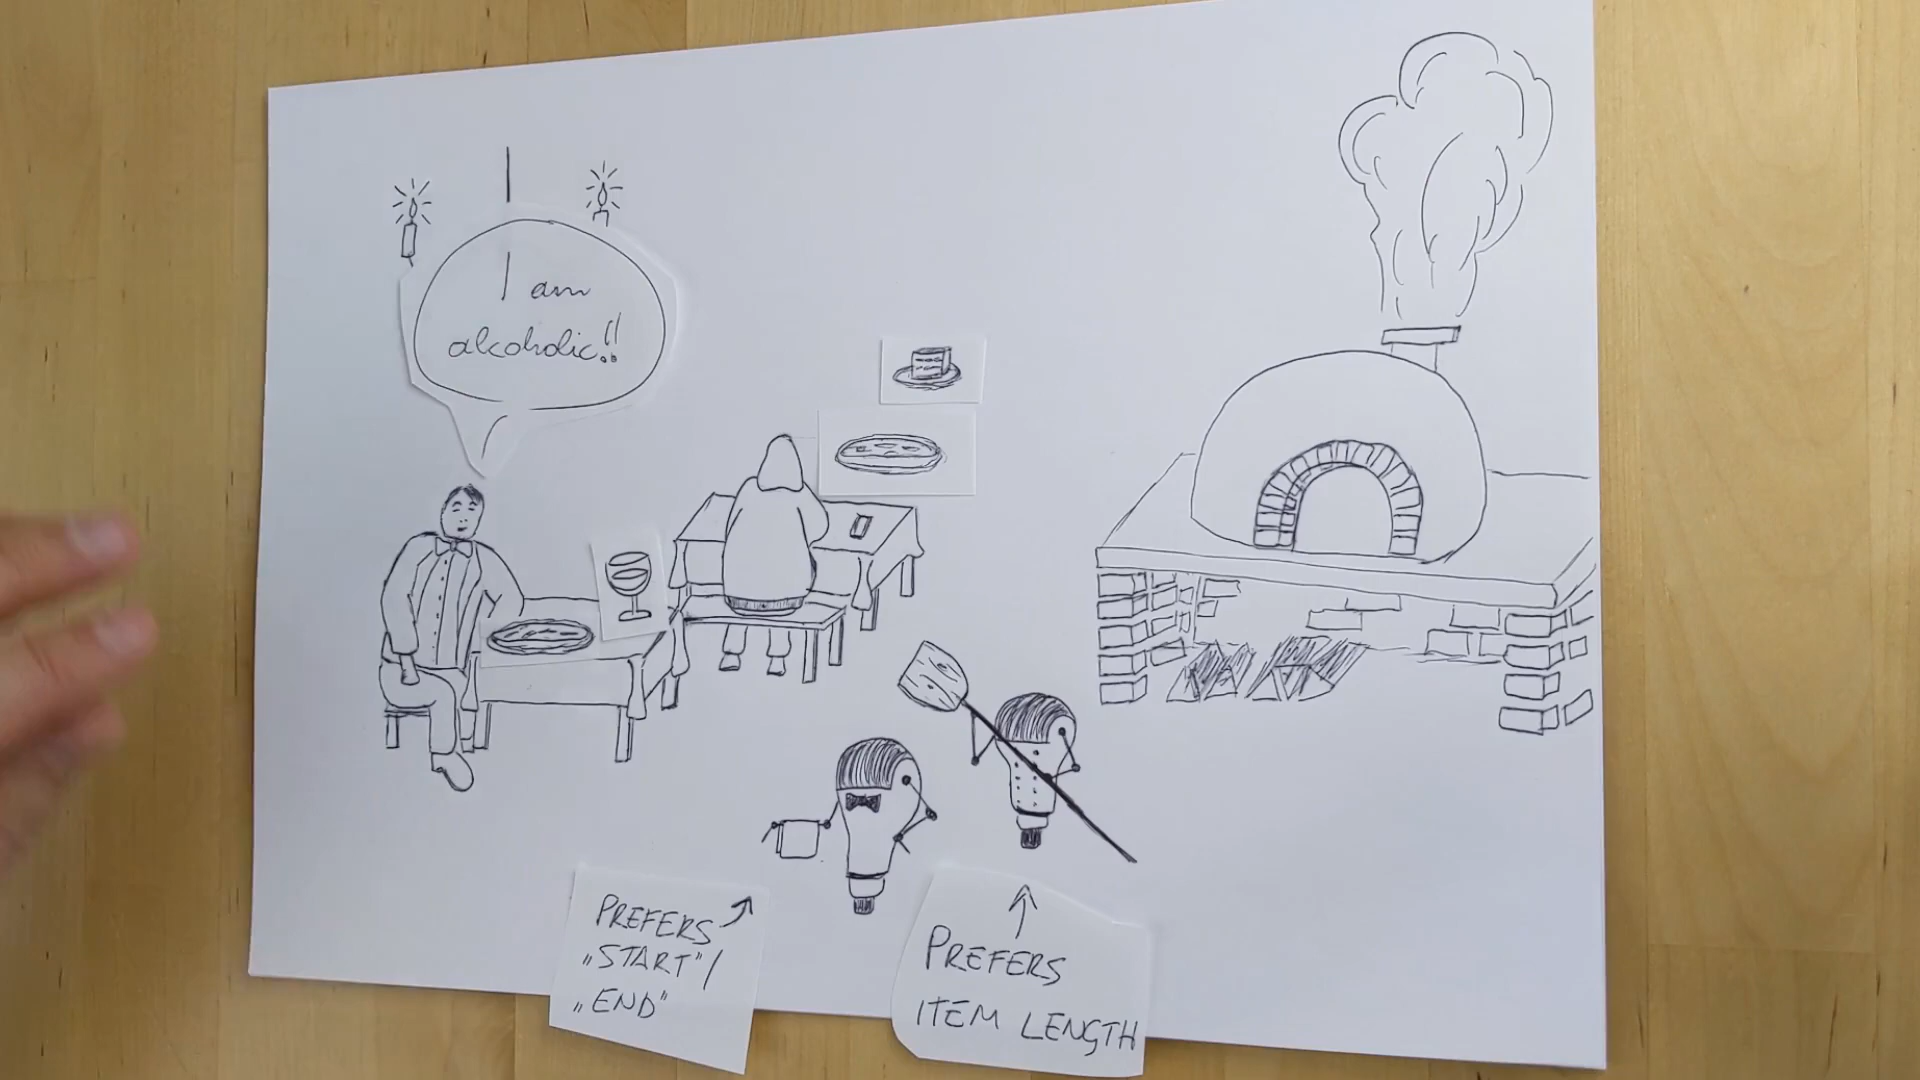 I am
alcoholic!!
PREFERS
„START"/
„END"
PREFERS
ITEM LENGTH